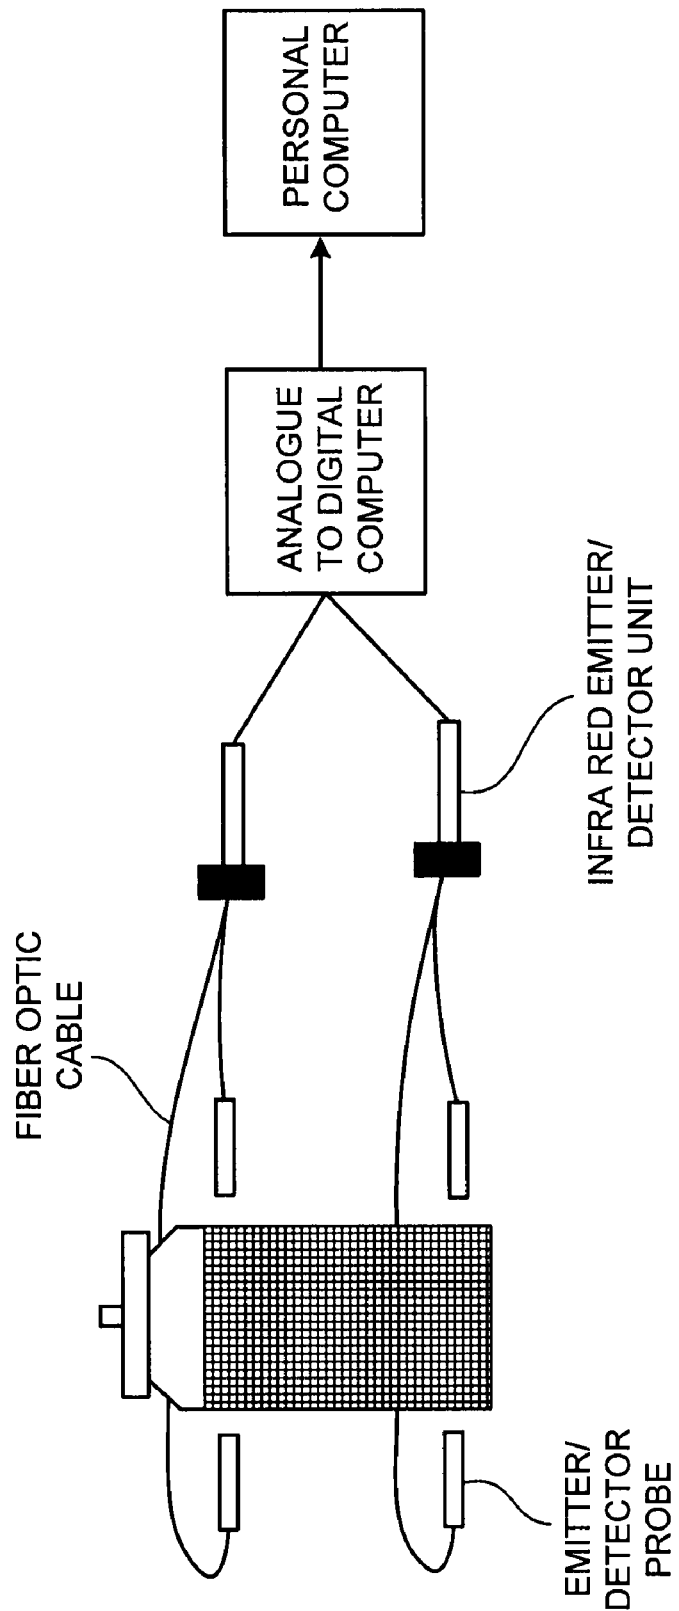 FIBER OPTIC
CABLE
PERSONAL
COMPUTER
ANALOGUE
TO DIGITAL
COMPUTER
EMITTER/
DETECTOR
PROBE
INFRA RED EMITTER/
DETECTOR UNIT